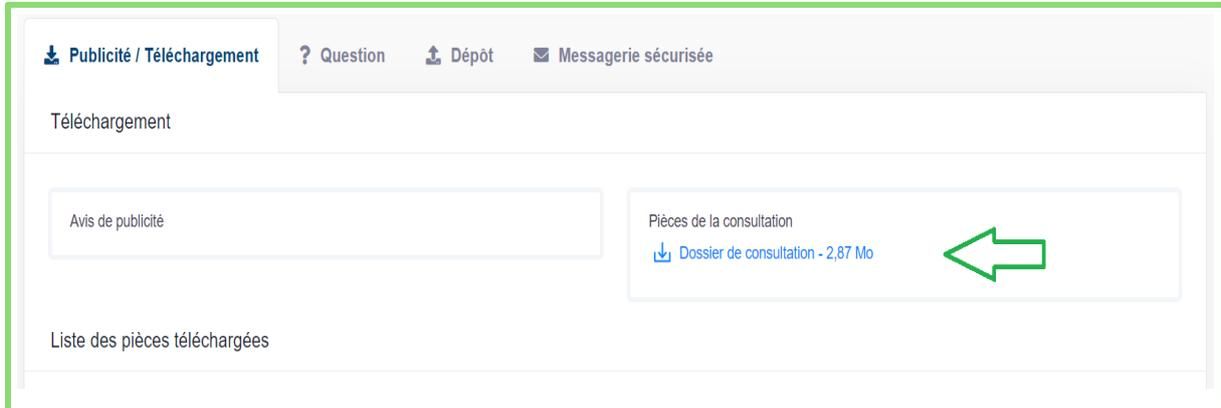 Publicité / Téléchargement ? Question Dépôt Messagerie sécurisée
Téléchargement
Avis de publicité
Pièces de la consultation
Dossier de consultation - 2,87 Mo
Liste des pièces téléchargées